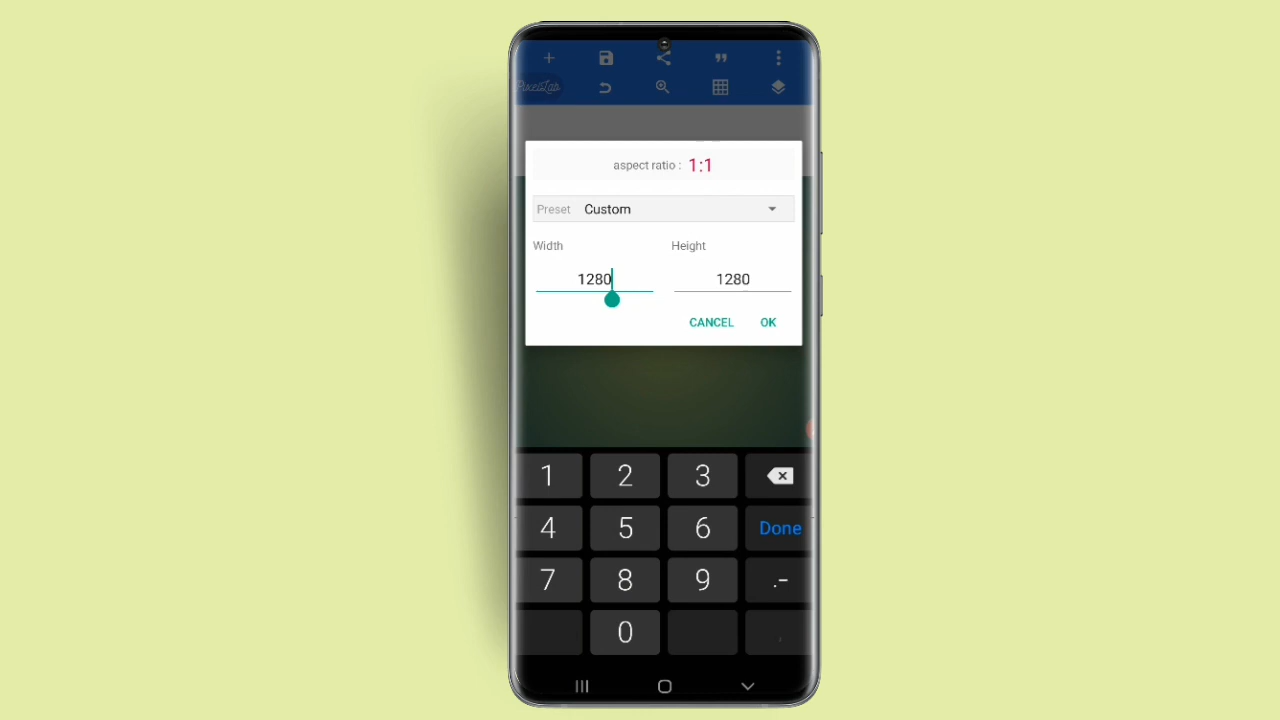 PixelLab
aspect ratio : 1:1
Preset Custom
Width Height
1280 1280
CANCEL OK
1 2 3
4 5 6 Done
7 8 9 .-
0 ,